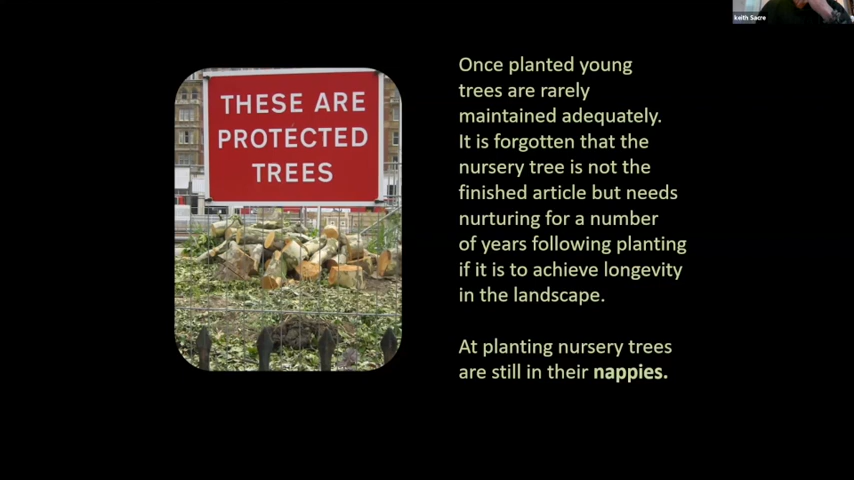 keith Sacre
THESE ARE
PROTECTED
TREES
Once planted young
trees are rarely
maintained adequately.
It is forgotten that the
nursery tree is not the
finished article but needs
nurturing for a number
of years following planting
if it is to achieve longevity
in the landscape.
At planting nursery trees
are still in their nappies.